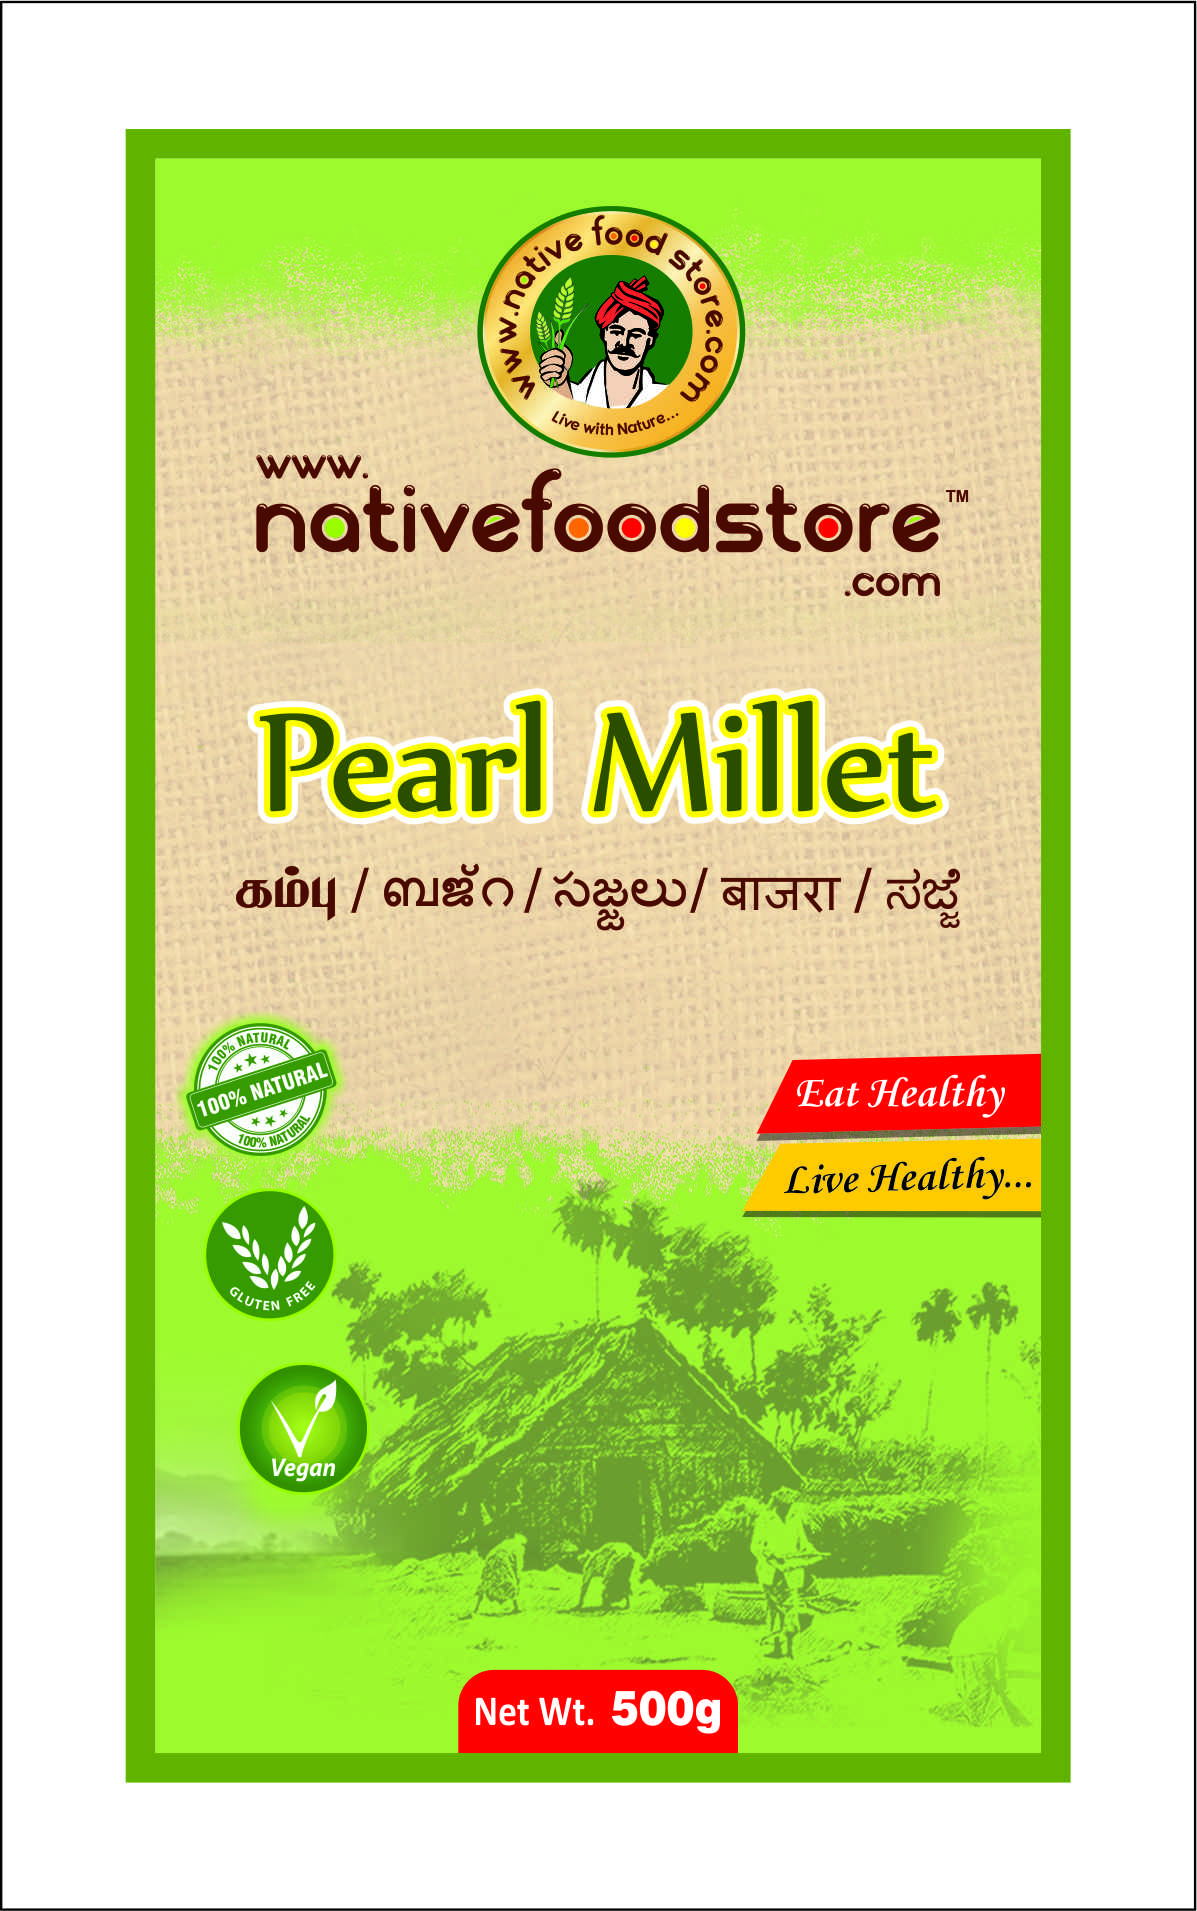 www.native food store.com
Live with Nature...
www.
nativefoodstore™
.com
Pearl Millet
கம்பு / ബജ്റ / సజ్జలు/ बाजरा / ಸಜ್ಜೆ
100% NATURAL
100% NATURAL
100% NATURAL
Eat Healthy
Live Healthy...
GLUTEN FREE
Vegan
Net Wt. 500g